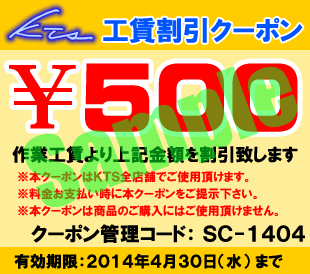 kts 工賃割引クーポン
¥500
sample
作業工賃より上記金額を割引致します
※本クーポンはKTS全店舗でご使用頂けます。
※料金お支払い時に本クーポンをご提示下さい。
※本クーポンは商品のご購入にはご使用頂けません。
クーポン管理コード： SC-1404
有効期限：2014年4月30日（水）まで